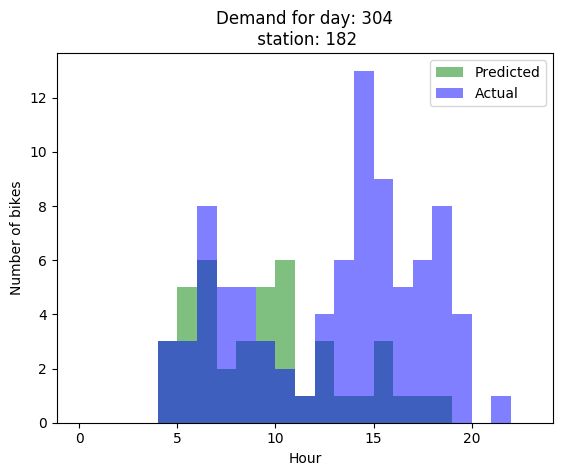 Demand for day: 304
station: 182
Predicted
Actual
Number of bikes
12
10
8
6
4
2
0
0 5 10 15 20
Hour